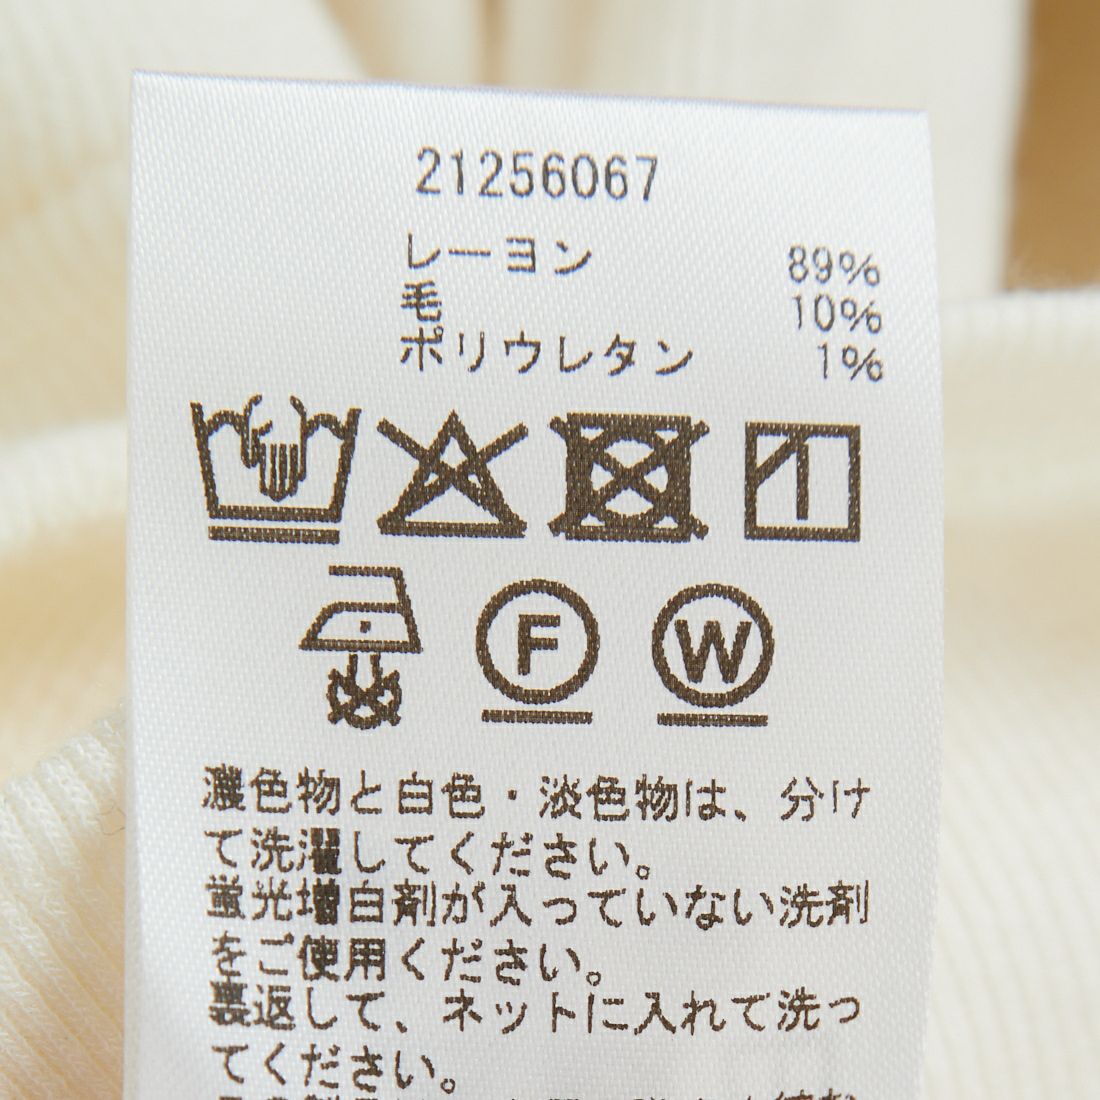 21256067
レーヨン 89%
毛 10%
ポリウレタン 1%
F W
濃色物と白色・淡色物は、分け
て洗濯してください。
蛍光増白剤が入っていない洗剤
をご使用ください。
裏返して、ネットに入れて洗っ
てください。